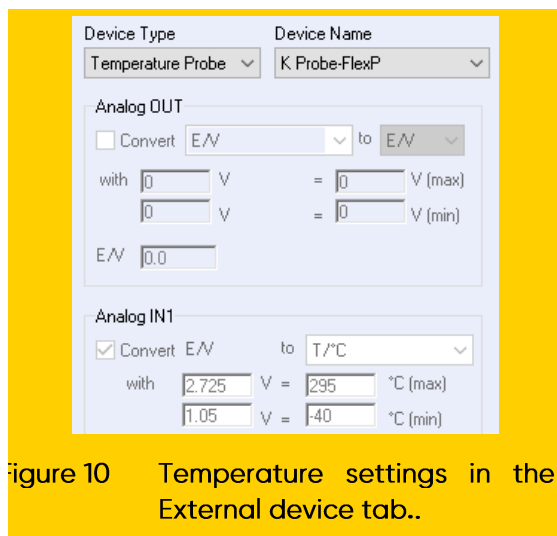 Device Type Device Name
Temperature Probe K Probe-FlexP
Analog OUT
Convert E/V to E/V
with 0 V = 0 V (max)
0 V = 0 V (min)
E/V 0.0
Analog IN1
Convert E/V to T/°C
with 2.725 V = 295 °C (max)
1.05 V = -40 °C (min)
Figure 10 Temperature settings in the
External device tab..